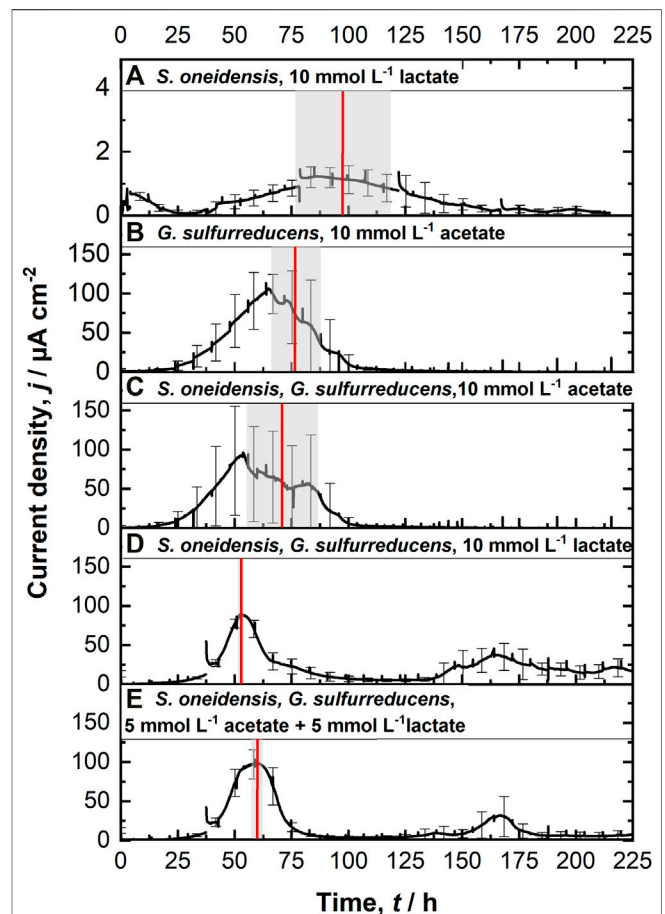 0 25 50 75 100 125 150 175 200 225
A S. oneidensis, 10 mmol L-1 lactate
4
2
0
B G. sulfurreducens, 10 mmol L-1 acetate
150
100
50
0
C S. oneidensis, G. sulfurreducens,10 mmol L-1 acetate
150
100
50
0
D S. oneidensis, G. sulfurreducens, 10 mmol L-1 lactate
150
100
50
0
E S. oneidensis, G. sulfurreducens,
5 mmol L-1 acetate + 5 mmol L-1lactate
100
50
0
0 25 50 75 100 125 150 175 200 225
Time, t / h
Current density, j / µA cm-2